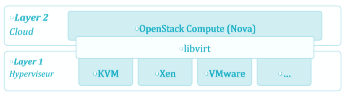 Layer 2
Cloud
OpenStack Compute (Nova)
libvirt
Layer 1
Hyperviseur
KVM
Xen
VMware
...